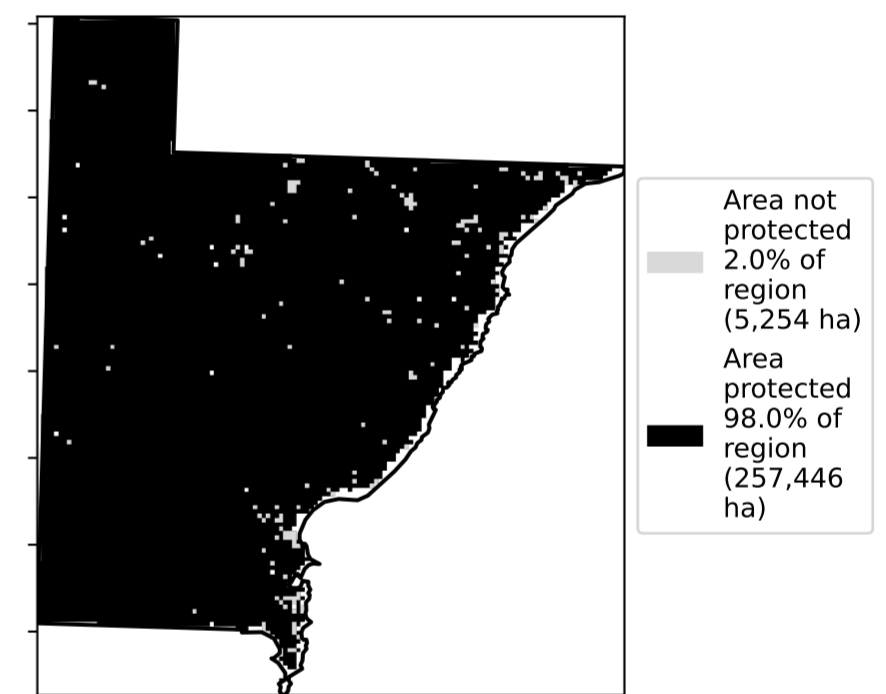 Area not
protected
2.0% of
region
(5,254 ha)
Area
protected
98.0% of
region
(257,446
ha)